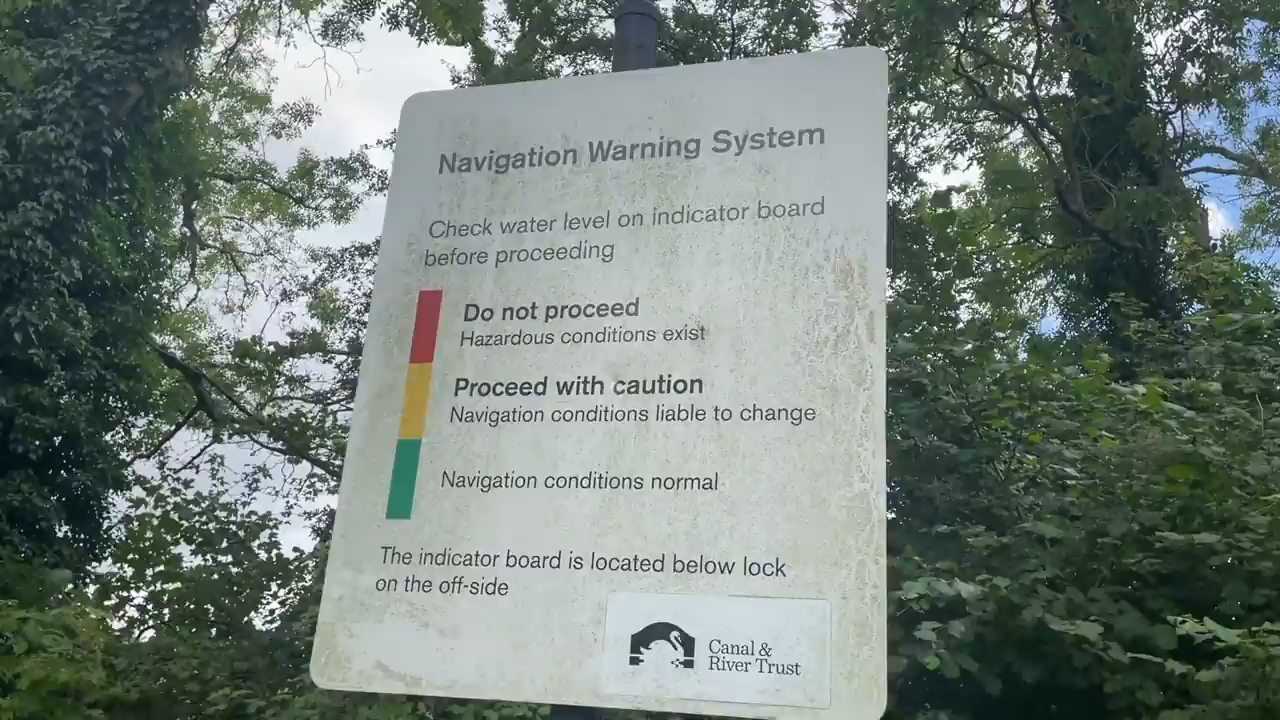 Navigation Warning System
Check water level on indicator board
before proceeding
Do not proceed
Hazardous conditions exist
Proceed with caution
Navigation conditions liable to change
Navigation conditions normal
The indicator board is located below lock
on the off-side
Canal &
River Trust